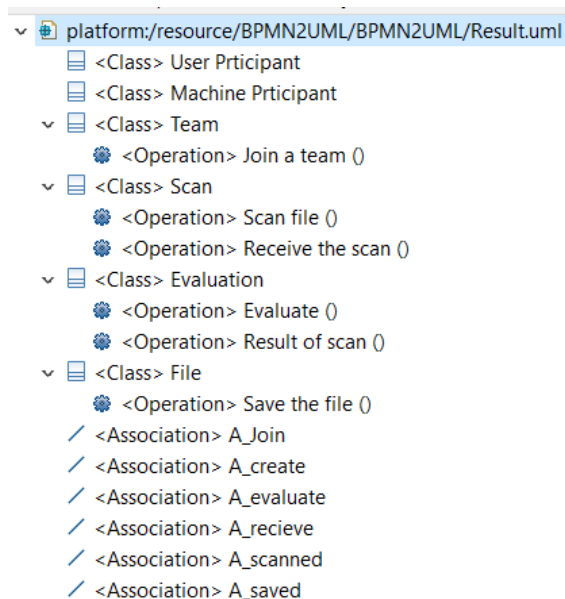 platform:/resource/BPMN2UML/BPMN2UML/Result.uml
<Class> User Prticipant
<Class> Machine Prticipant
<Class> Team
<Operation> Join a team ()
<Class> Scan
<Operation> Scan file ()
<Operation> Receive the scan ()
<Class> Evaluation
<Operation> Evaluate ()
<Operation> Result of scan ()
<Class> File
<Operation> Save the file ()
<Association> A_Join
<Association> A_create
<Association> A_evaluate
<Association> A_recieve
<Association> A_scanned
<Association> A_saved